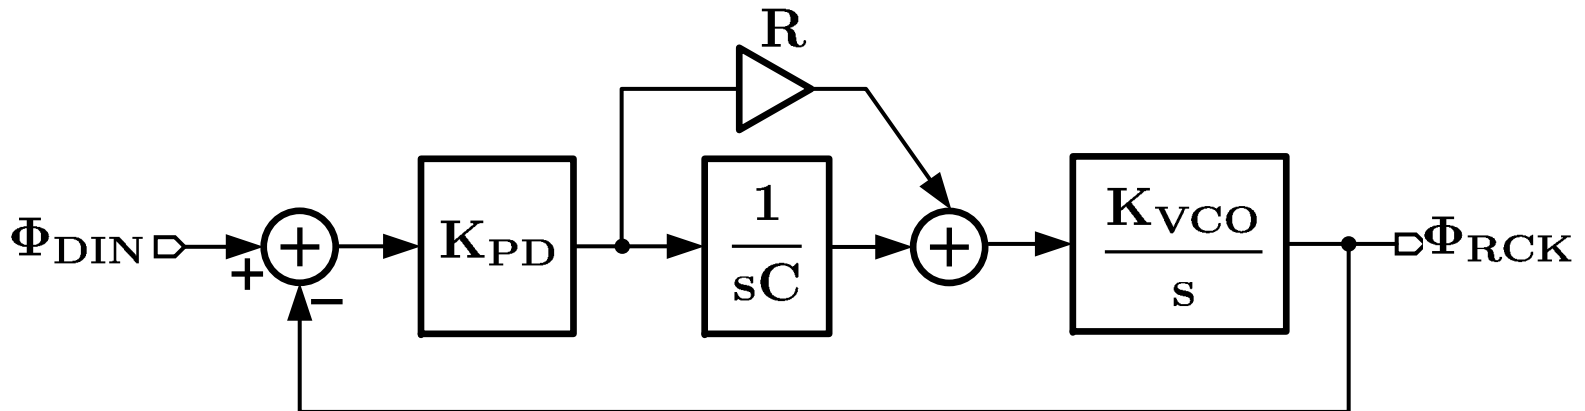 R
Φ_DIN
+
+
−
K_PD
1
sC
+
K_VCO
s
Φ_RCK